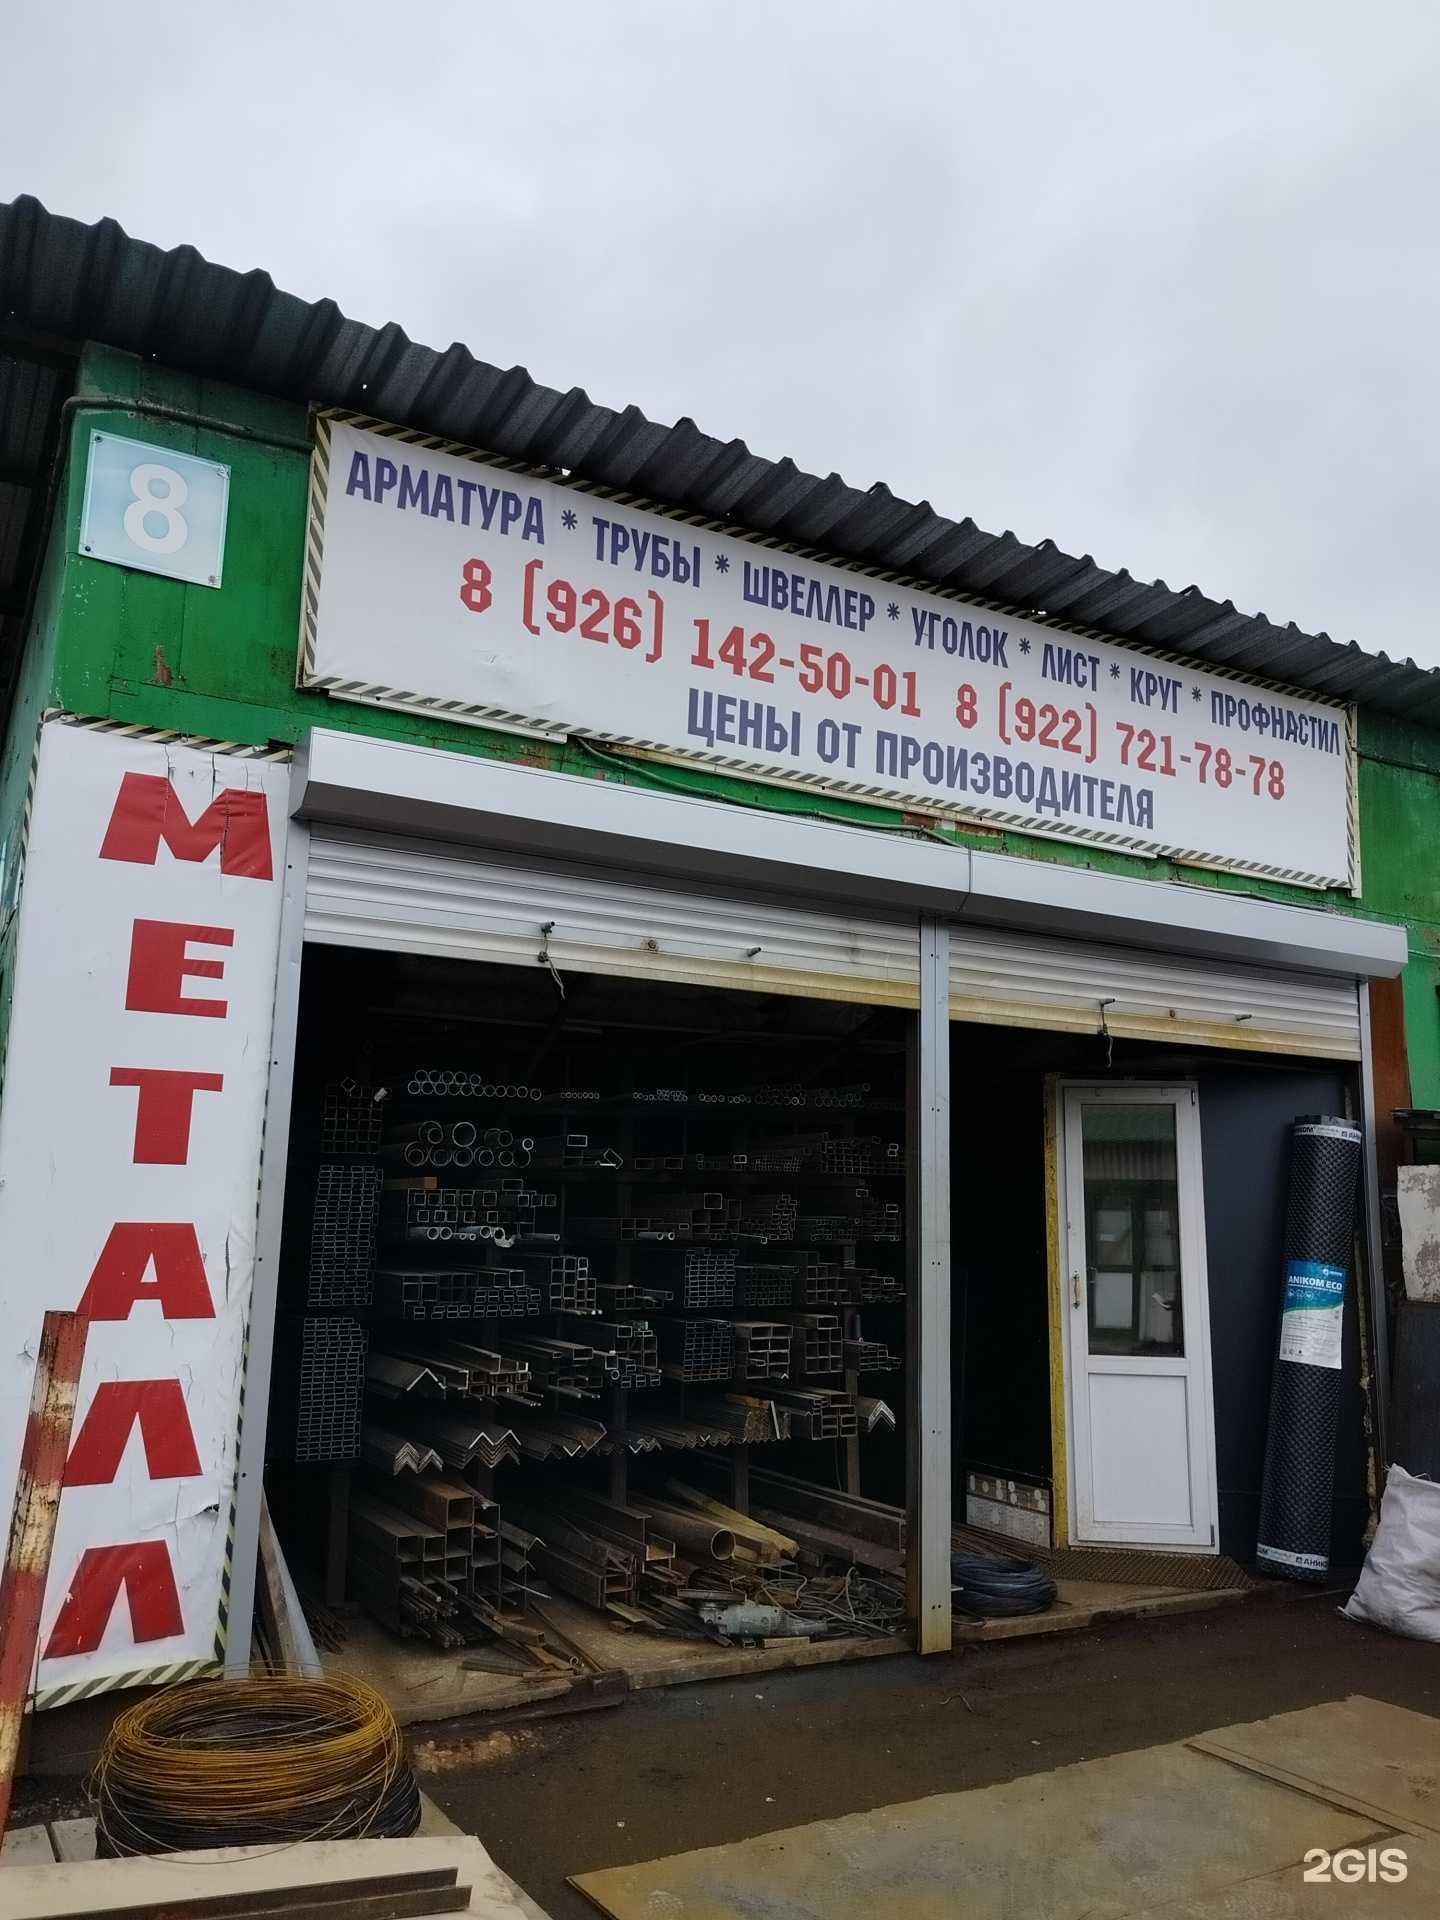 8
АРМАТУРА * ТРУБЫ * ШВЕЛЛЕР * УГОЛОК * ЛИСТ * КРУГ * ПРОФНАСТИЛ
8 (926) 142-50-01 8 (922) 721-78-78
ЦЕНЫ ОТ ПРОИЗВОДИТЕЛЯ
МЕТАЛЛ
ANIKOM ECO
2GIS